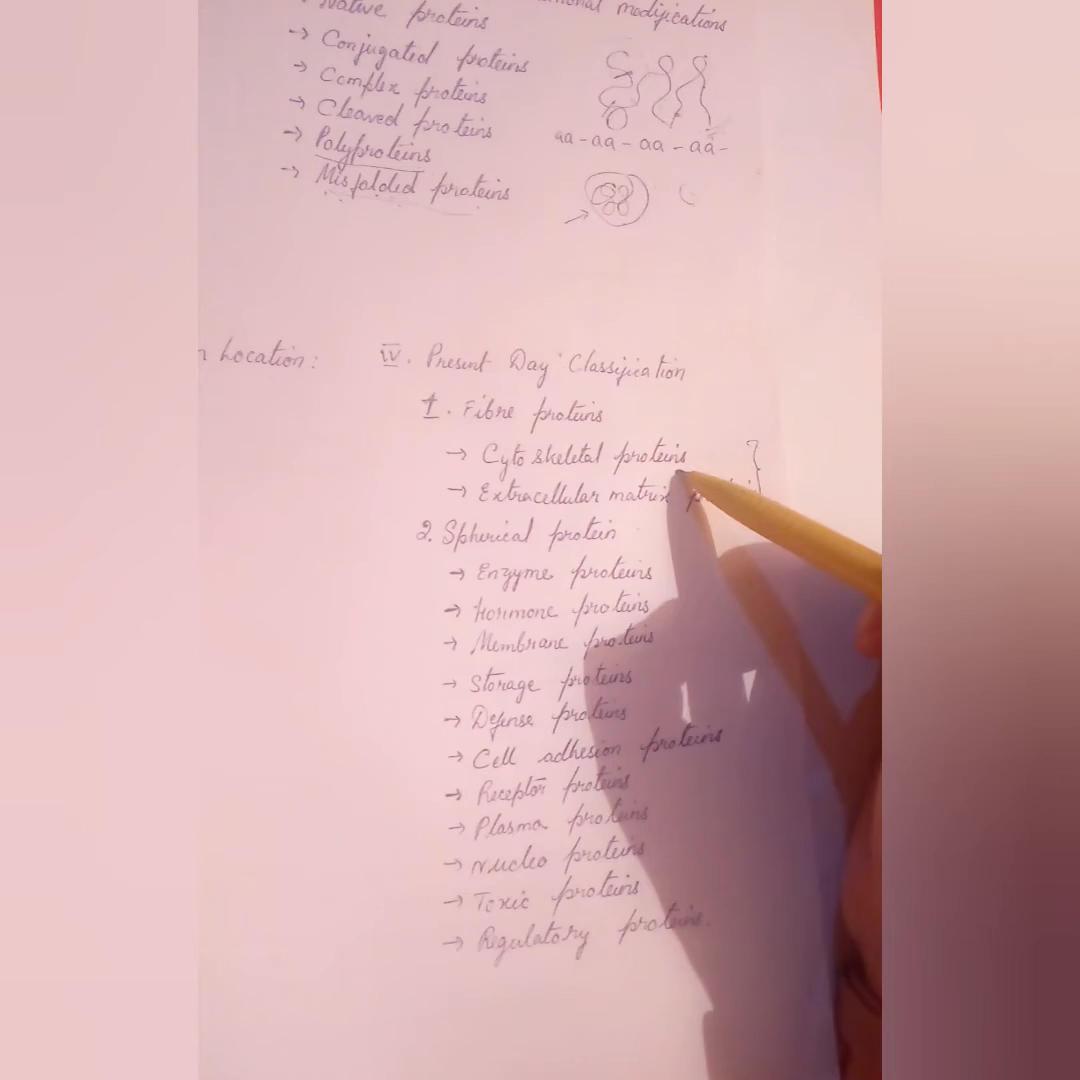 modifications
Native proteins
→ Conjugated proteins
→ Complex proteins
→ Cleaved proteins
→ Polyproteins
→ Misfolded proteins
aa - aa - aa - aa -
Location:
IV. Present Day Classification
1. Fibre proteins
→ Cyto skeletal proteins
→ Extracellular matrix
2. Spherical protein
→ Enzyme proteins
→ Hormone proteins
→ Membrane proteins
→ Storage proteins
→ Defense proteins
→ Cell adhesion proteins
→ Receptor proteins
→ Plasma proteins
→ Nucleo proteins
→ Toxic proteins
→ Regulatory proteins.